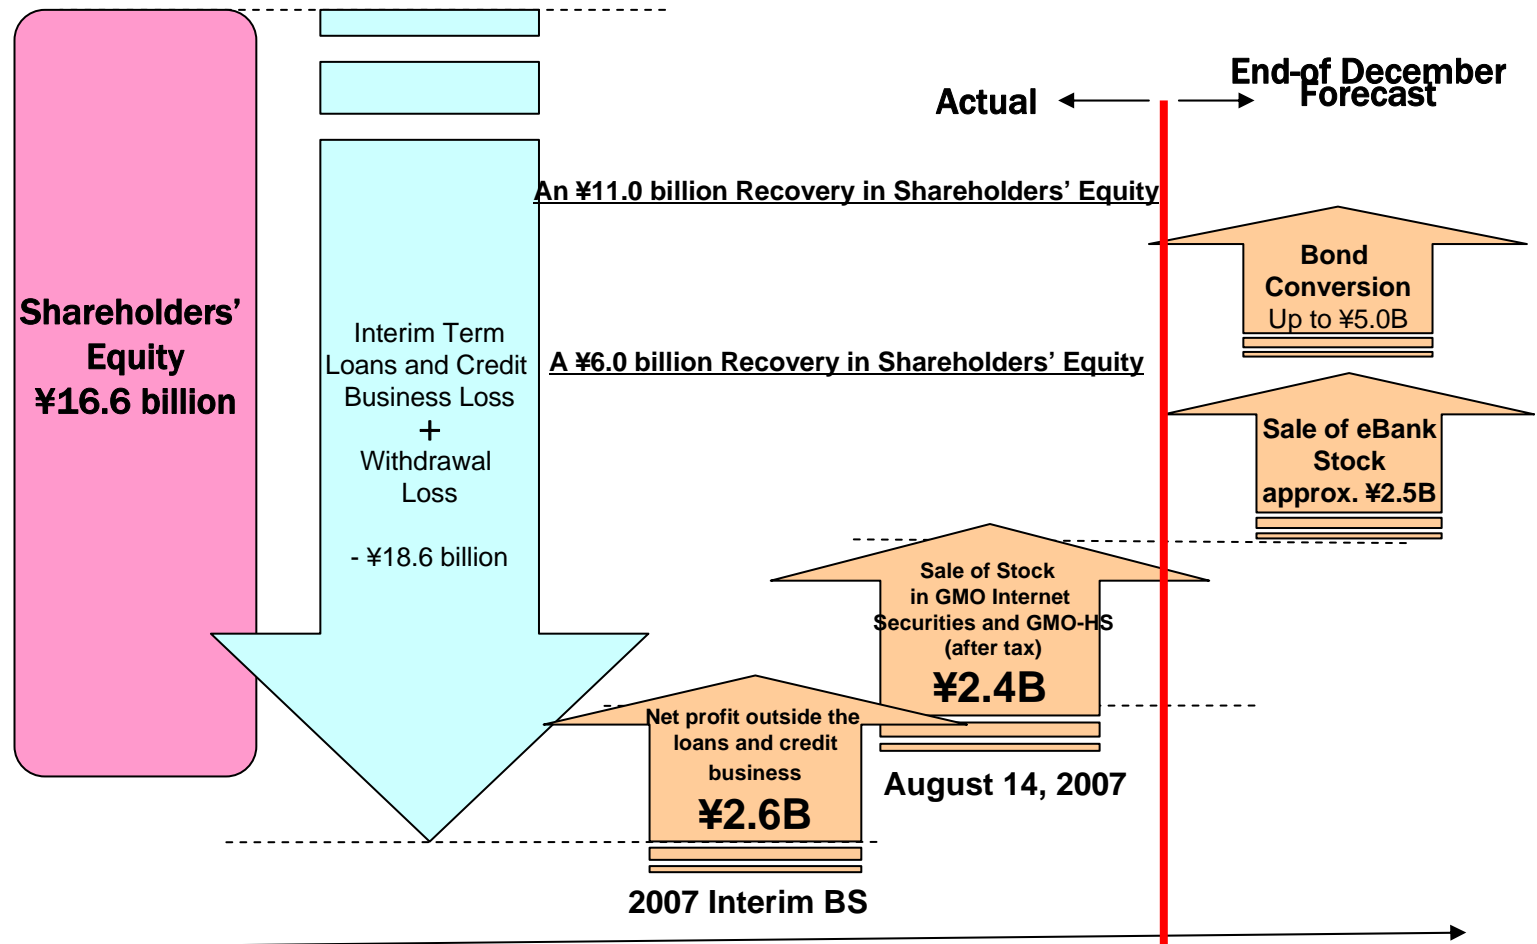 End-of December
Forecast
Actual
An ¥11.0 billion Recovery in Shareholders’ Equity
Bond
Conversion
Up to ¥5.0B
Shareholders’
Equity
¥16.6 billion
Interim Term
Loans and Credit
Business Loss
+
Withdrawal
Loss
- ¥18.6 billion
A ¥6.0 billion Recovery in Shareholders’ Equity
Sale of eBank
Stock
approx. ¥2.5B
Sale of Stock
in GMO Internet
Securities and GMO-HS
(after tax)
¥2.4B
August 14, 2007
Net profit outside the
loans and credit
business
¥2.6B
2007 Interim BS